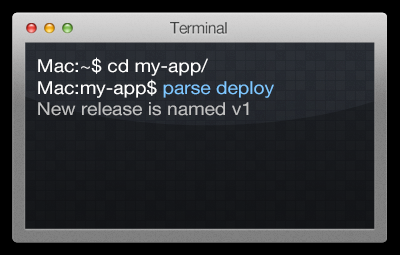 Terminal
Mac:~$ cd my-app/
Mac:my-app$ parse deploy
New release is named v1